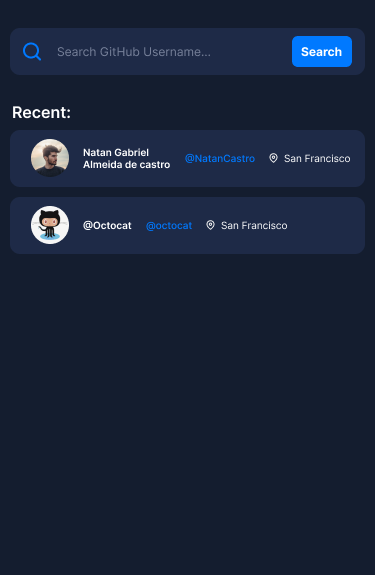 Search GitHub Username...
Search
Recent:
Natan Gabriel
Almeida de castro
@NatanCastro
San Francisco
@Octocat
@octocat
San Francisco